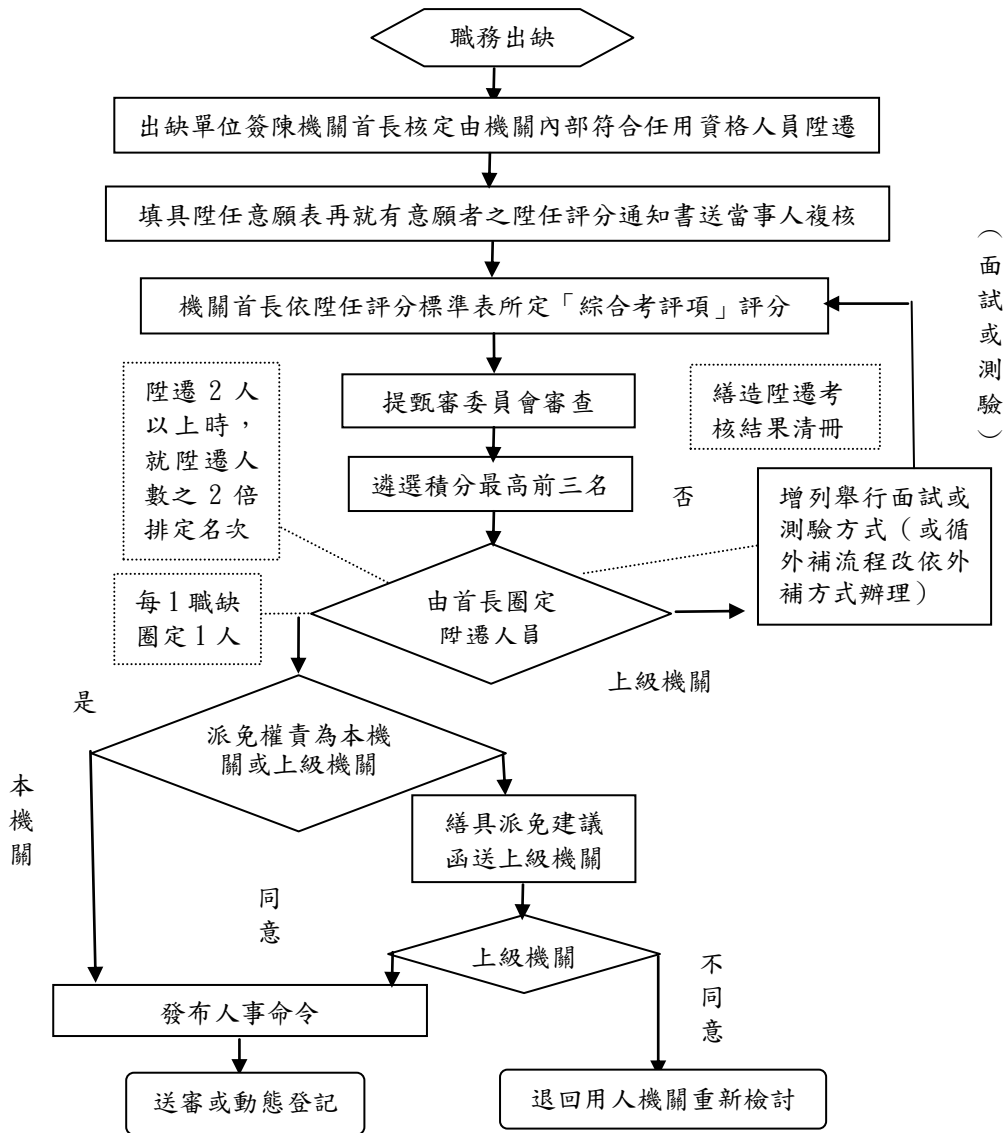 職務出缺
出缺單位簽陳機關首長核定由機關內部符合任用資格人員陞遷
填具陞任意願表再就有意願者之陞任評分通知書送當事人複核
（面試或測驗）
機關首長依陞任評分標準表所定「綜合考評項」評分
陞遷 2 人
以上時，
就陞遷人
數之 2 倍
排定名次
提甄審委員會審查
繕造陞遷考
核結果清冊
遴選積分最高前三名
否
增列舉行面試或
測驗方式（或循
外補流程改依外
補方式辦理）
每 1 職缺
圈定 1 人
由首長圈定
陞遷人員
上級機關
是
派免權責為本機
關或上級機關
本機關
繕具派免建議
函送上級機關
同意
上級機關
不同意
發布人事命令
送審或動態登記
退回用人機關重新檢討